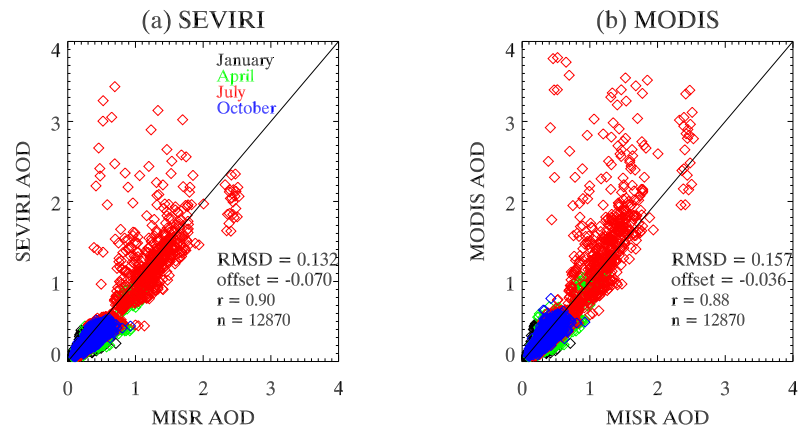 (a) SEVIRI
4
3
2
1
0
SEVIRI AOD
January
April
July
October
RMSD = 0.132
offset = -0.070
r = 0.90
n = 12870
0 1 2 3 4
MISR AOD
(b) MODIS
4
3
2
1
0
MODIS AOD
RMSD = 0.157
offset = -0.036
r = 0.88
n = 12870
0 1 2 3 4
MISR AOD